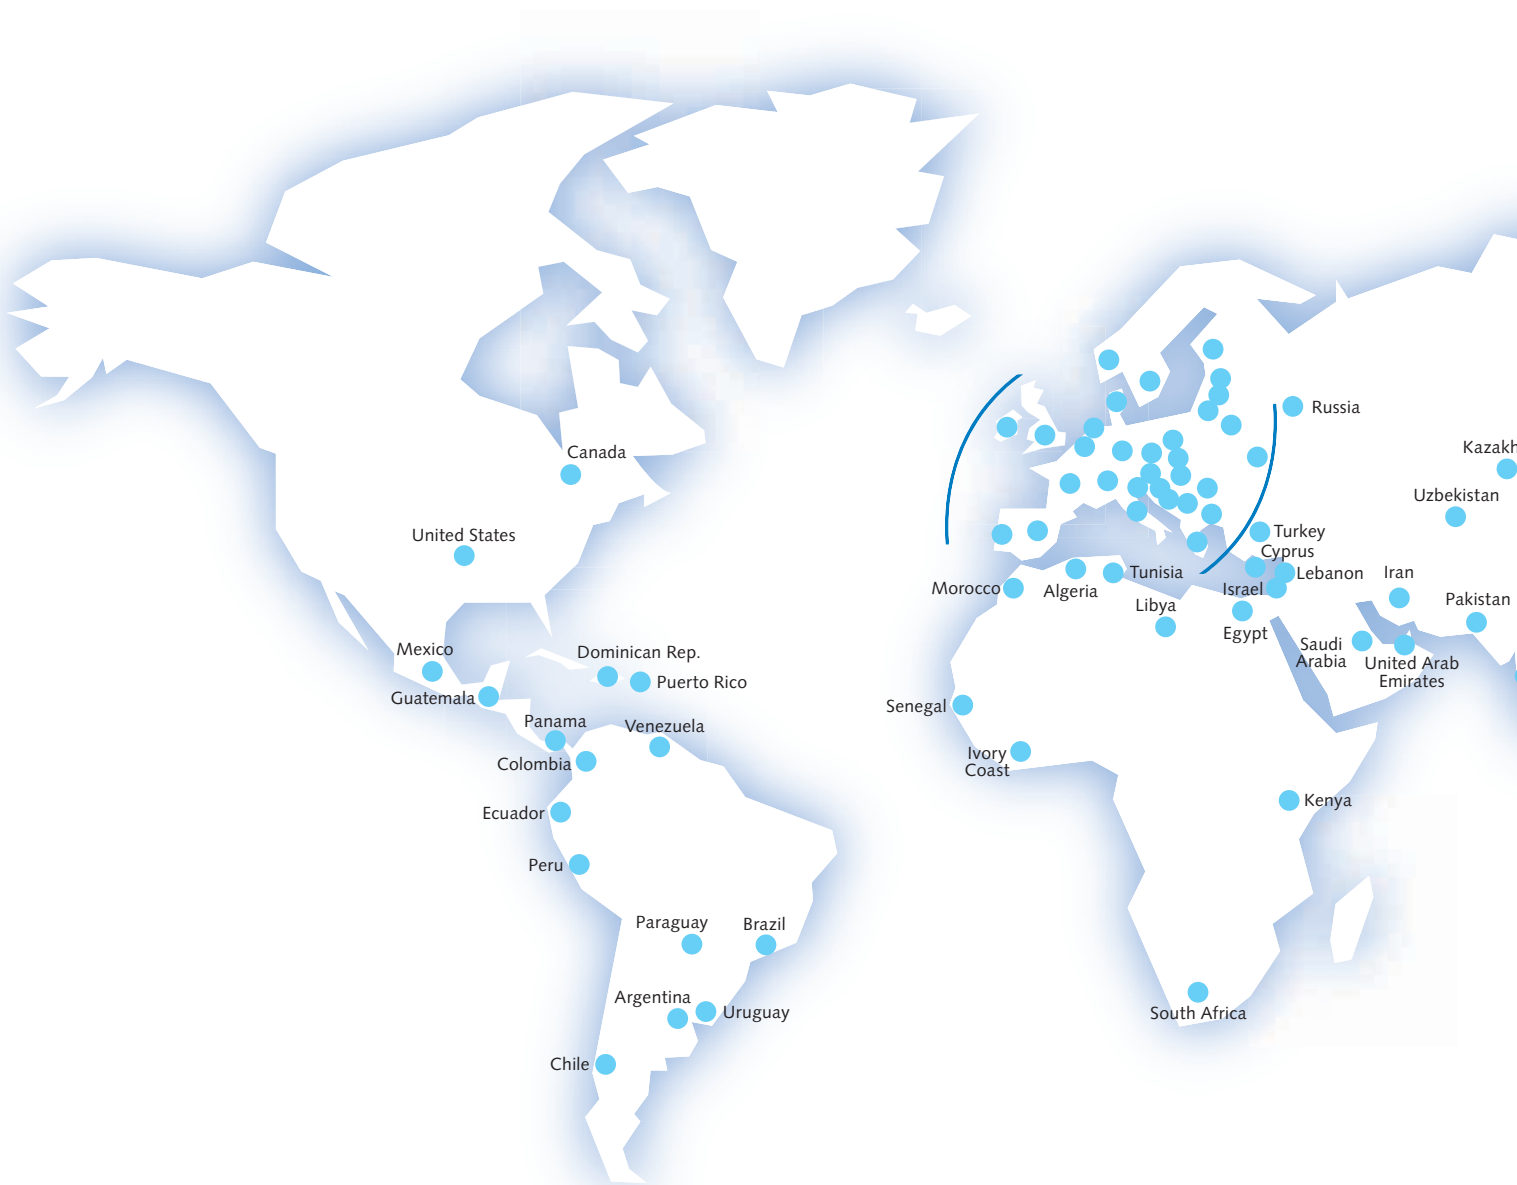 Canada
United States
Mexico
Guatemala
Dominican Rep.
Puerto Rico
Panama
Venezuela
Colombia
Ecuador
Peru
Paraguay
Brazil
Argentina
Uruguay
Chile
Russia
Kazakh
Uzbekistan
Turkey
Cyprus
Lebanon
Israel
Iran
Pakistan
Morocco
Algeria
Tunisia
Libya
Egypt
Saudi
Arabia
United Arab
Emirates
Senegal
Ivory
Coast
Kenya
South Africa